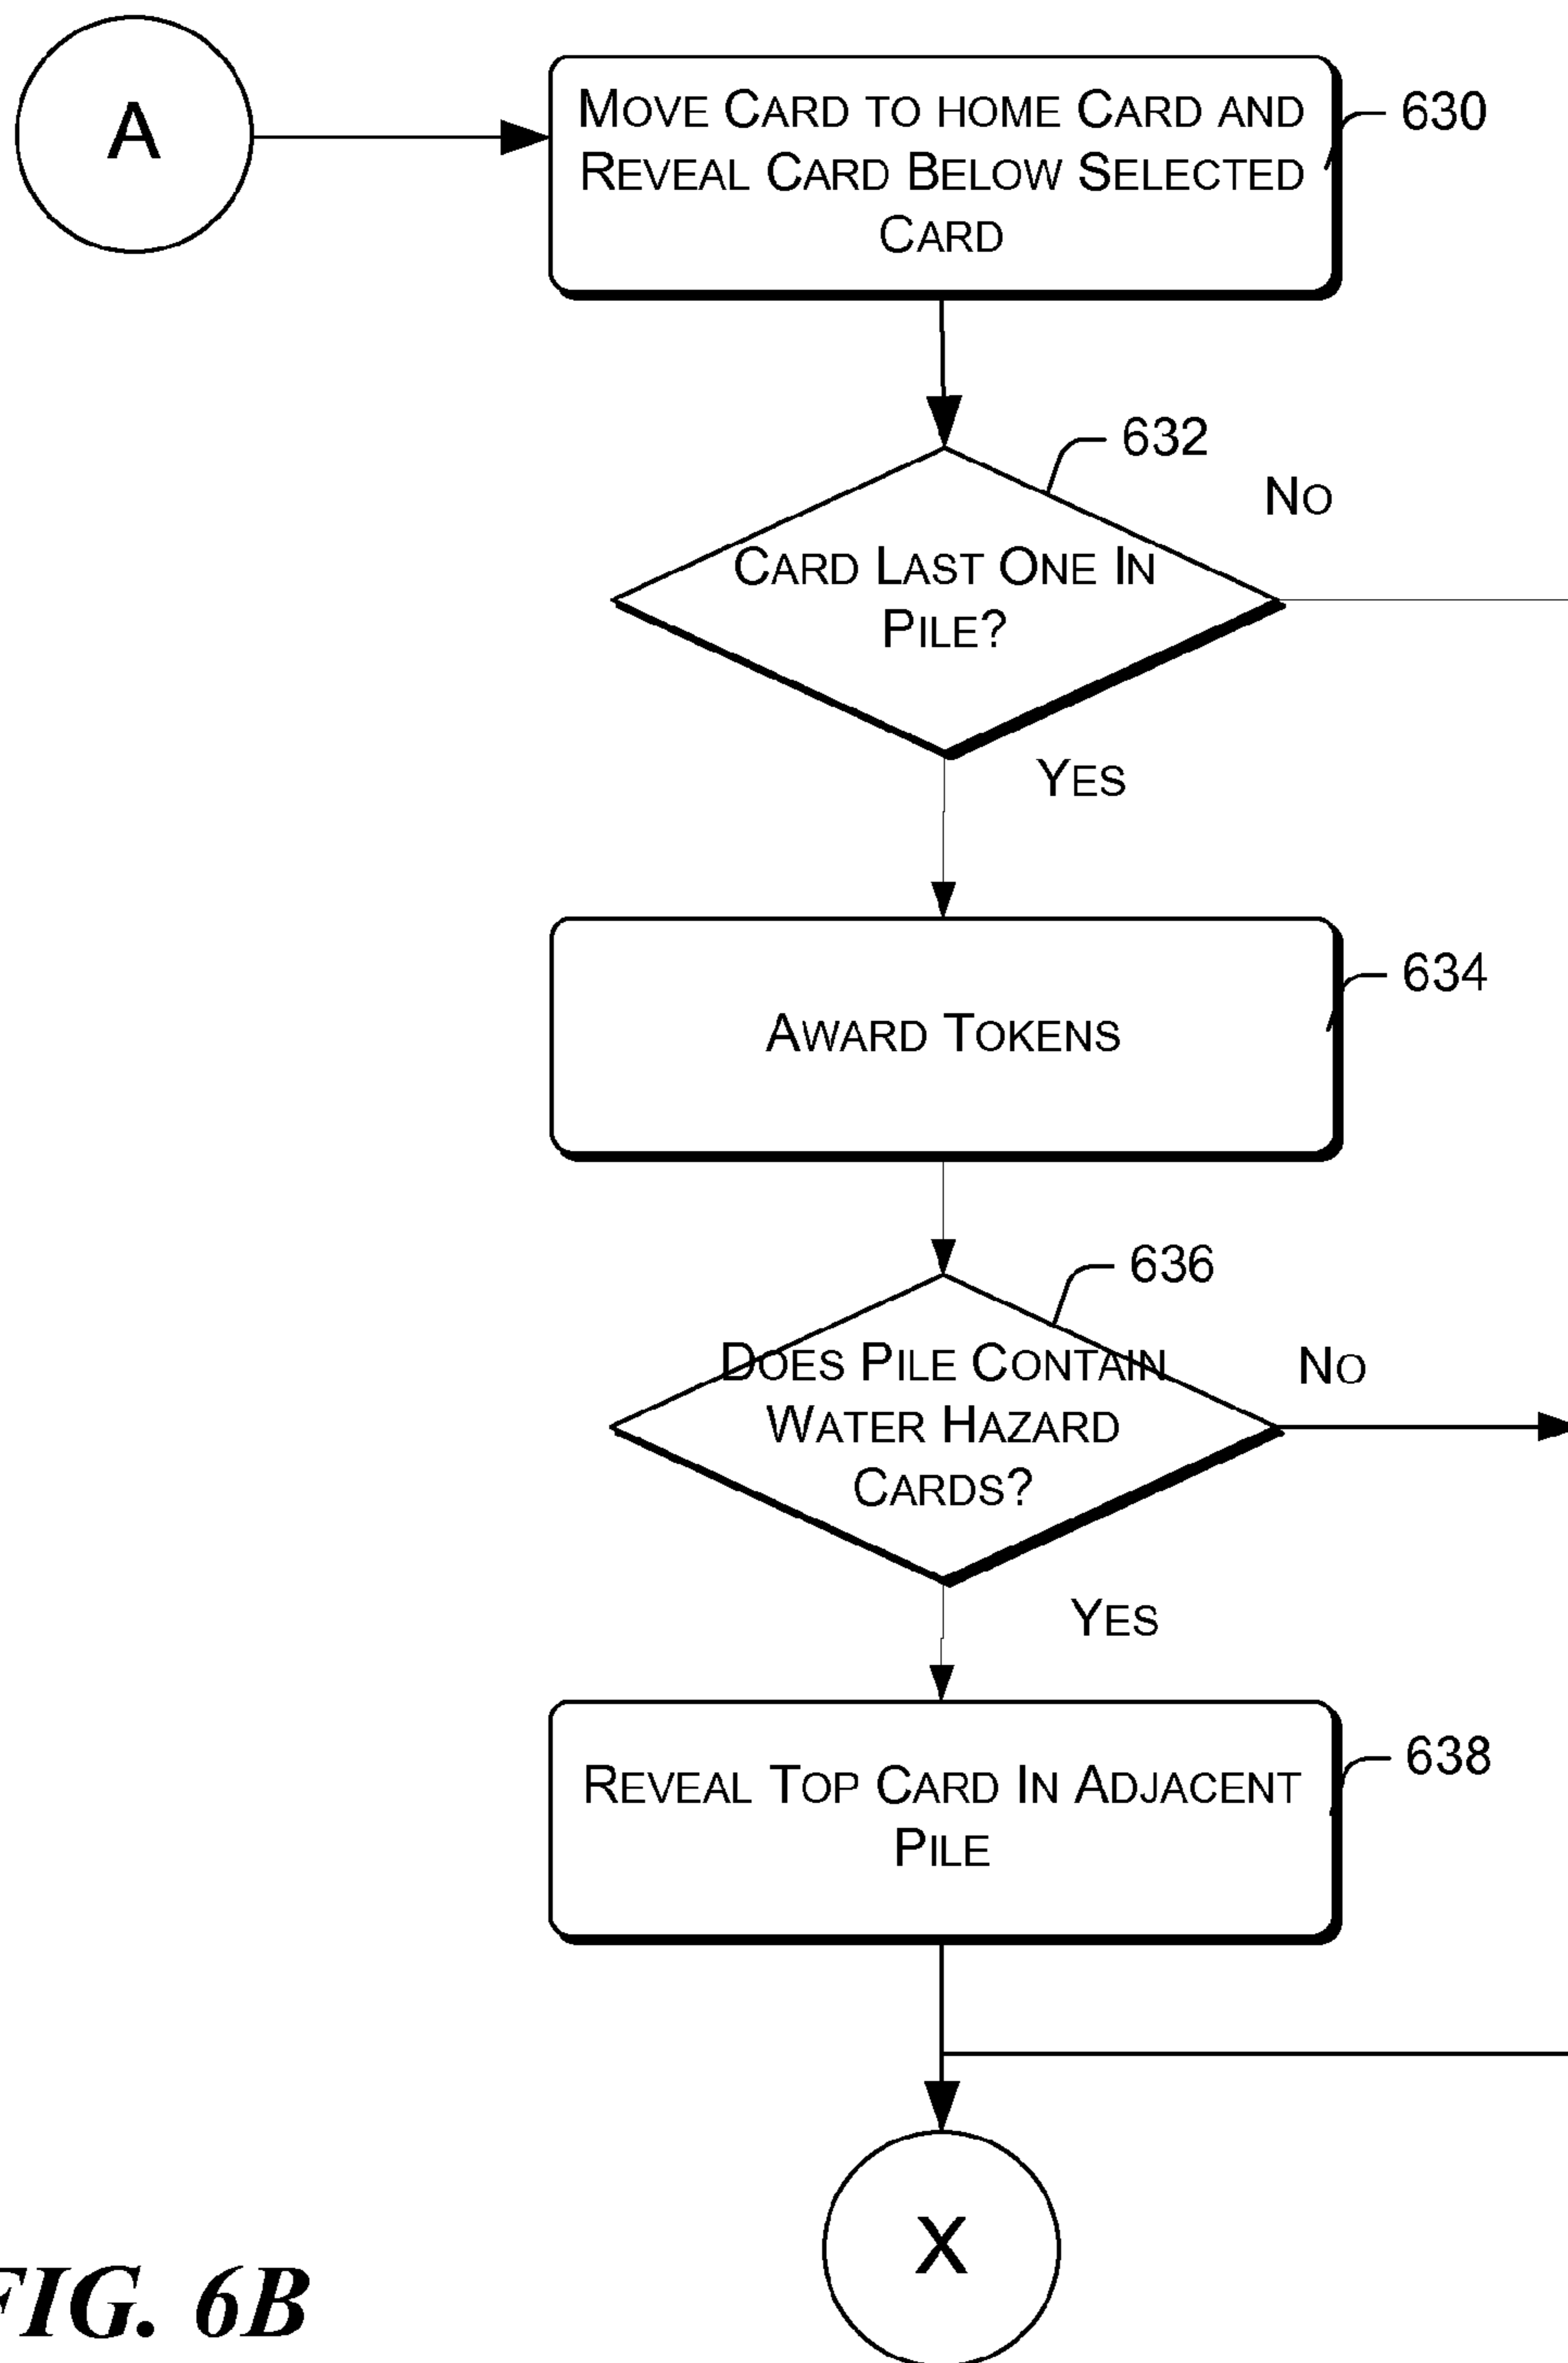 A
MOVE CARD TO HOME CARD AND
REVEAL CARD BELOW SELECTED
CARD
630
632
NO
CARD LAST ONE IN
PILE?
YES
634
AWARD TOKENS
636
DOES PILE CONTAIN
WATER HAZARD
CARDS?
NO
YES
638
REVEAL TOP CARD IN ADJACENT
PILE
X
FIG. 6B